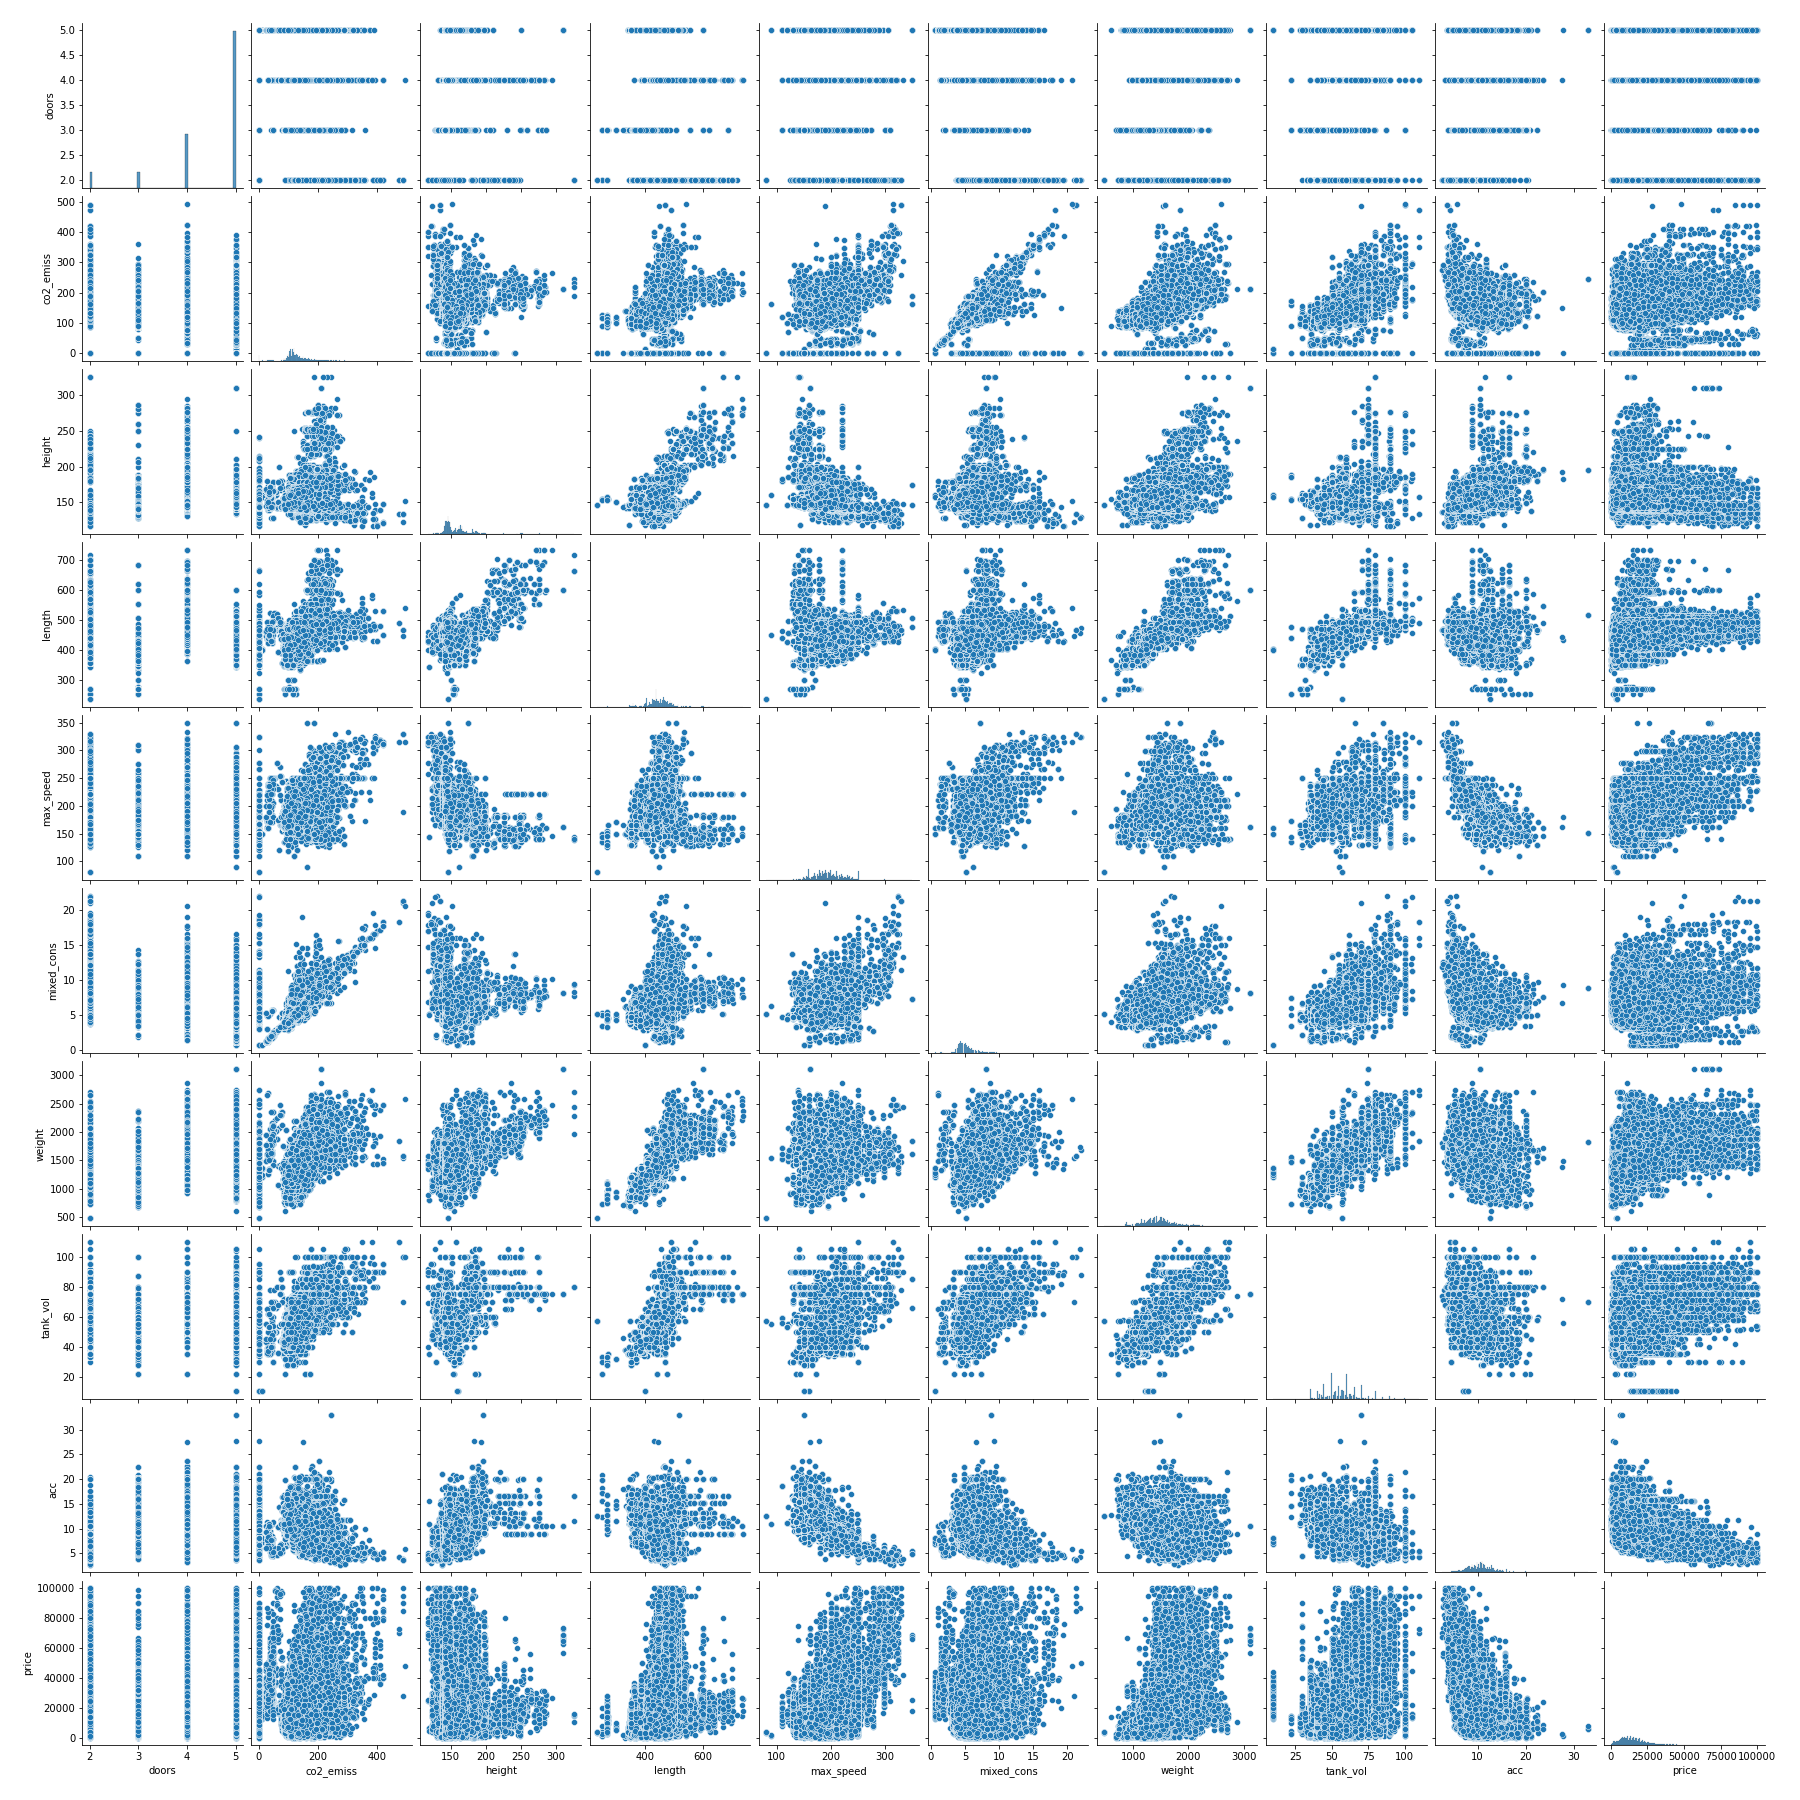 5.0
4.5
4.0
3.5
3.0
2.5
2.0
doors
500
400
300
200
100
0
co2_emiss
300
250
200
150
height
700
600
500
400
300
length
350
300
250
200
150
100
max_speed
20
15
10
5
0
mixed_cons
3000
2500
2000
1500
1000
500
weight
100
80
60
40
20
tank_vol
30
25
20
15
10
5
acc
100000
80000
60000
40000
20000
0
price
2 3 4 5
0 200 400
150 200 250 300
400 600
100 200 300
0 5 10 15 20
1000 2000 3000
25 50 75 100
10 20 30
0 25000 50000 75000 100000
doors co2_emiss height length max_speed mixed_cons weight tank_vol acc price